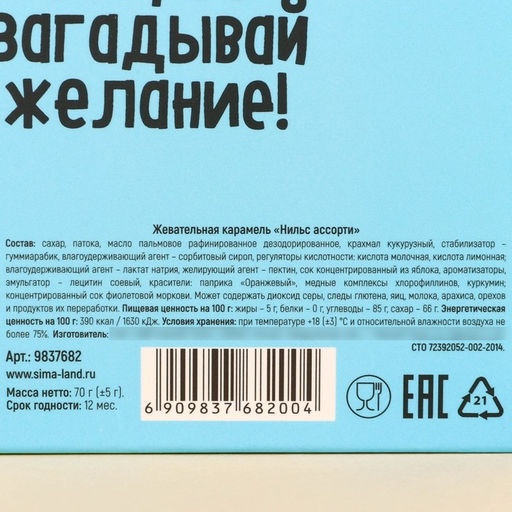 загадывай
желание!
Жевательная карамель «Нильс ассорти»
Состав: сахар, патока, масло пальмовое рафинированное дезодорированное, крахмал кукурузный, стабилизатор –
гуммиарабик, влагоудерживающий агент – сорбитовый сироп, регуляторы кислотности: кислота молочная, кислота лимонная;
влагоудерживающий агент – лактат натрия, желирующий агент – пектин, сок концентрированный из яблока, ароматизаторы,
эмульгатор – лецитин соевый, красители: паприка «Оранжевый», медные комплексы хлорофиллинов, куркумин;
концентрированный сок фиолетовой моркови. Может содержать диоксид серы, следы глютена, яиц, молока, арахиса, орехов
и продуктов их переработки. Пищевая ценность на 100 г: жиры – 5 г, белки – 0 г, углеводы – 85 г, сахар – 66 г. Энергетическая
ценность на 100 г: 390 ккал / 1630 кДж. Условия хранения: при температуре +18 (±3) °С и относительной влажности воздуха не
более 75%. Изготовитель:
СТО 72392052-002-2014.
Арт.: 9837682
www.sima-land.ru
Масса: 70 г (±5 г).
Срок годности: 12 мес.
6 909837 682004
EAC
21